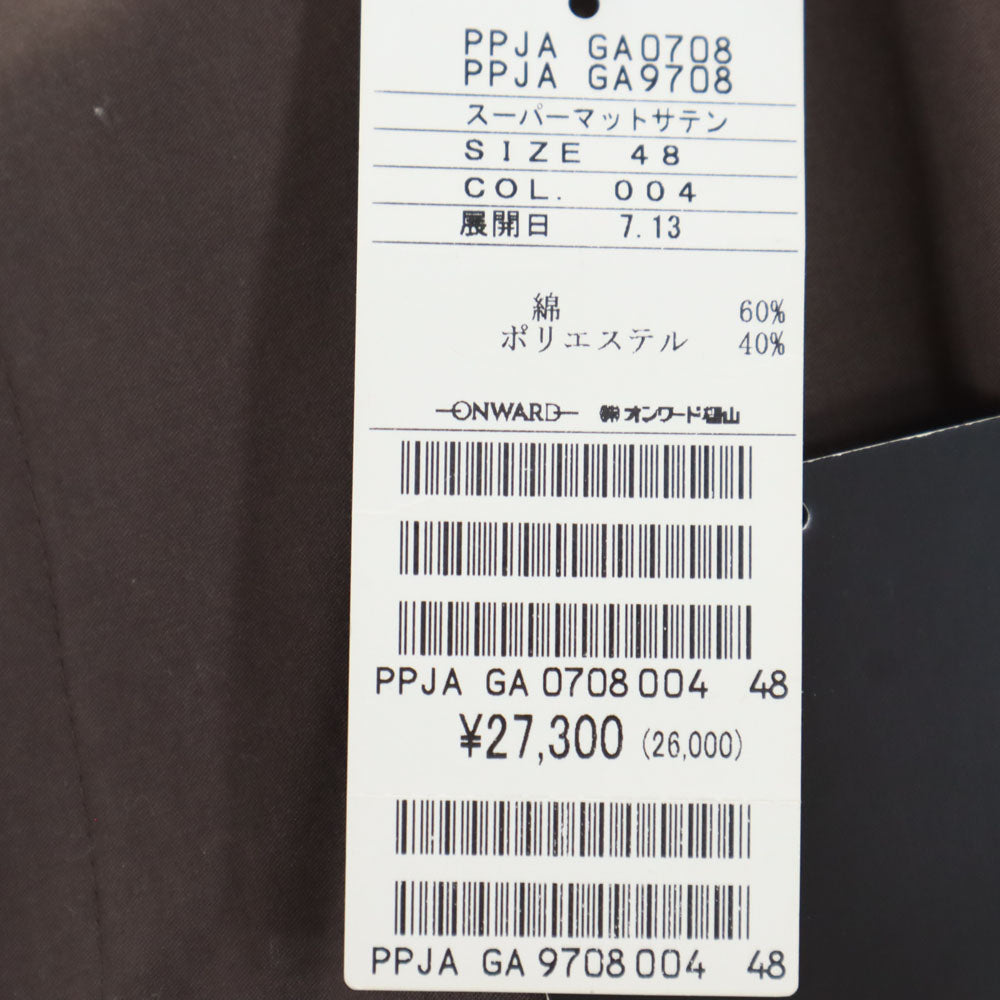 PPJA GA0708
PPJA GA9708
スーパーマットサテン
SIZE 48
COL. 004
展開日 7.13
綿 60%
ポリエステル 40%
ONWARD ㈱オンワード樫山
PPJA GA 0708 004 48
¥27,300 (26,000)
PPJA GA 9708 004 48